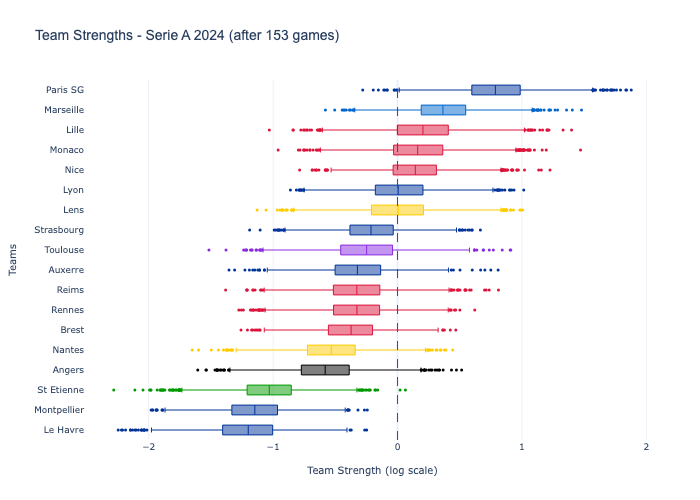 Team Strengths - Serie A 2024 (after 153 games)
Paris SG
Marseille
Lille
Monaco
Nice
Lyon
Lens
Strasbourg
Toulouse
Auxerre
Reims
Rennes
Brest
Nantes
Angers
St Etienne
Montpellier
Le Havre
Teams
−2 −1 0 1 2
Team Strength (log scale)